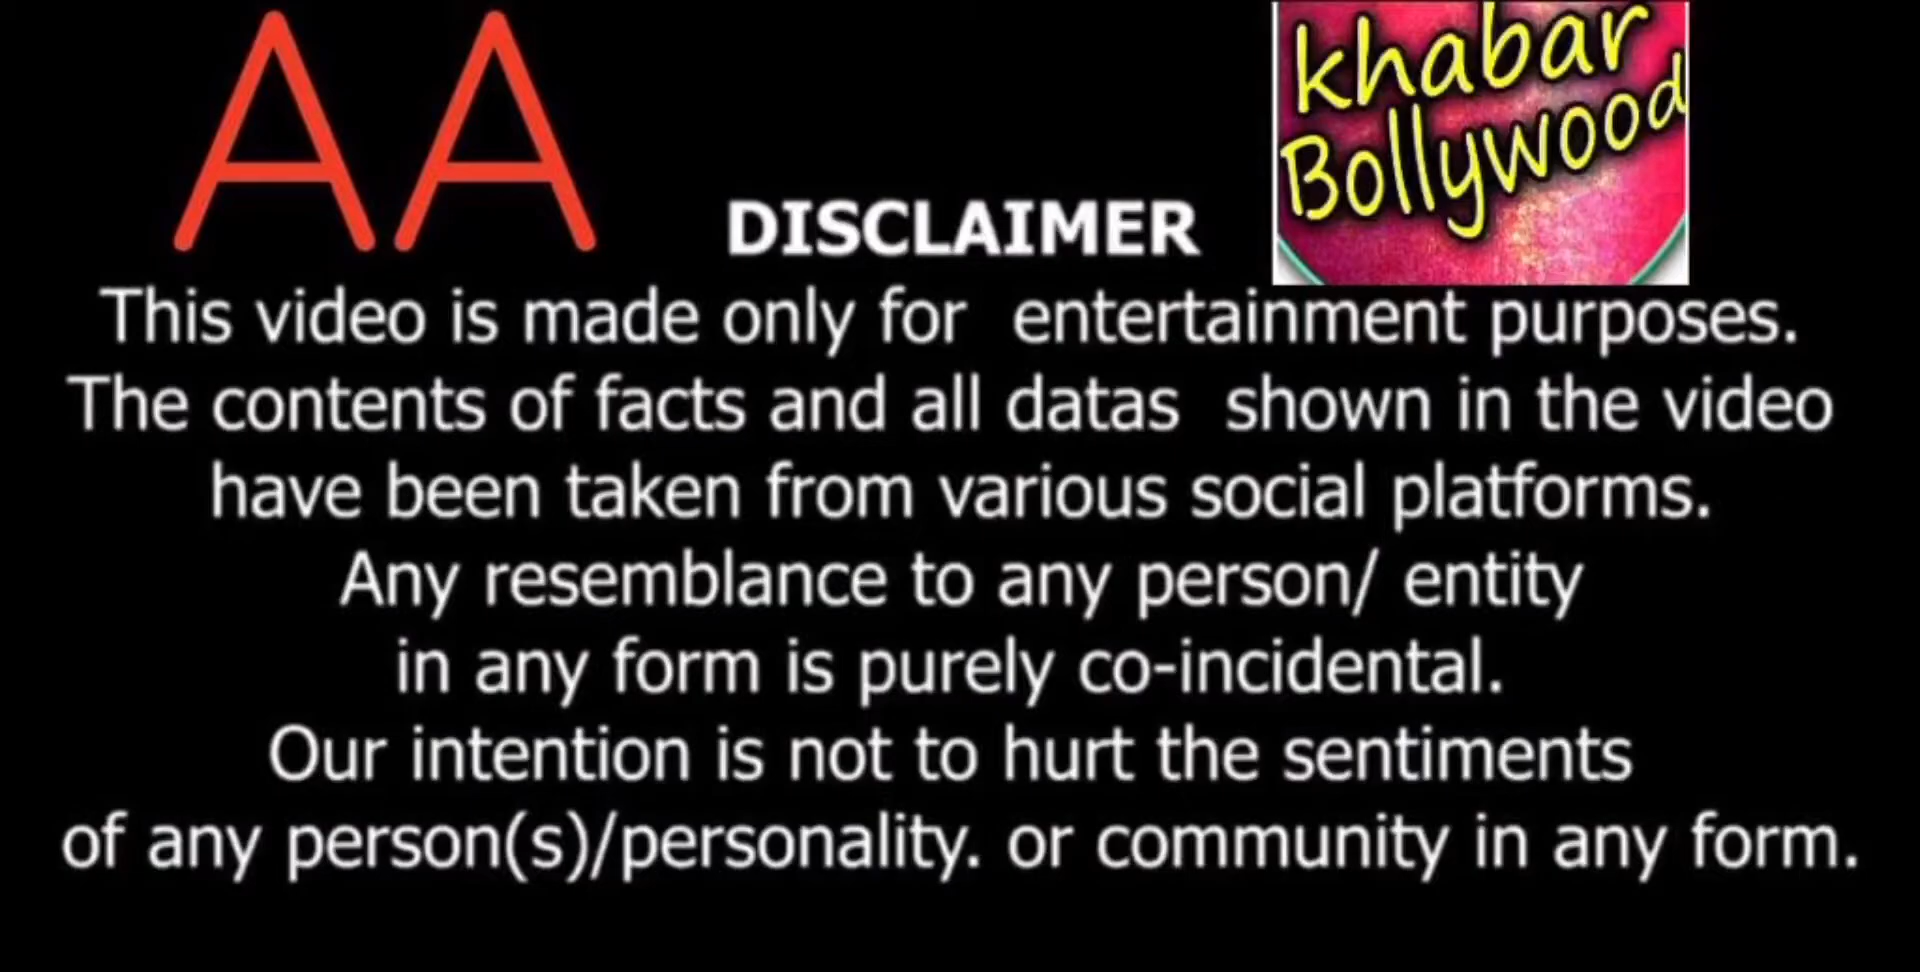 AA
khabar
Bollywood
DISCLAIMER
This video is made only for entertainment purposes.
The contents of facts and all datas shown in the video
have been taken from various social platforms.
Any resemblance to any person/ entity
in any form is purely co-incidental.
Our intention is not to hurt the sentiments
of any person(s)/personality. or community in any form.